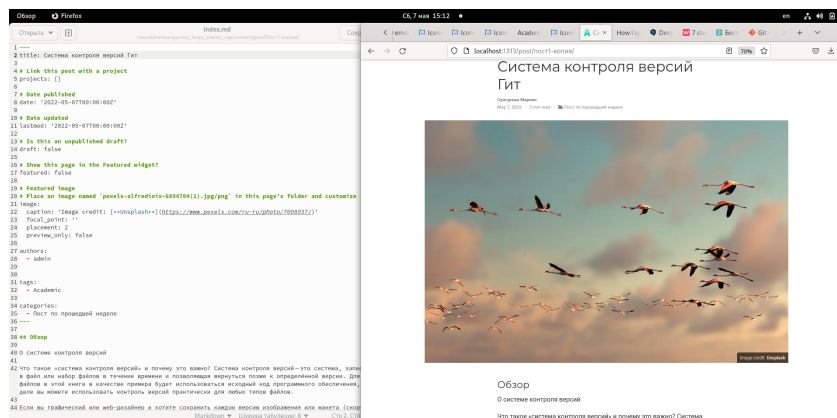 Обзор
Firefox
Сб, 7 мая 15:12
en
Открыть
index.md
1 ---
2 title: Система контроля версий Гит
3
4 # Link this post with a project
5 projects: []
6
7 # Date published
8 date: '2022-05-07T00:00:00Z'
9
10 # Date updated
11 lastmod: '2022-05-07T00:00:00Z'
12
13 # Is this an unpublished draft?
14 draft: false
15
16 # Show this page in the Featured widget?
17 featured: false
18
19 # Featured image
20 # Place an image named `pexels-alfredinix-6894704(1).jpg/png` in this page's folder and customize
21 image:
22 caption: 'Image credit: [**Unsplash**](https://www.pexels.com/ru-ru/photo/7098937/)'
23 focal_point: ''
24 placement: 2
25 preview_only: false
26
27 authors:
28 - admin
29
30
31 tags:
32 - Academic
33
34 categories:
35 - Пост по прошедшей неделе
36 ---
37
38 ## Обзор
39
40 О системе контроля версий
41
42 Что такое «система контроля версий» и почему это важно? Система контроля версий — это система, запи
в файл или набор файлов в течение времени и позволяющая вернуться позже к определённой версии. Для
файлов в этой книге в качестве примера будет использоваться исходный код программного обеспечения,
деле вы можете использовать контроль версий практически для любых типов файлов.
43
44 Если вы графический или web-дизайнер и хотите сохранить каждую версию изображения или макета (скор
Markdown
Ширина табуляции: 8
localhost:1313/post/пост1-копия/
70%
Система контроля версий
Гит
May 7, 2022 · 3 min read · Пост по прошедшей неделе
Image credit: Unsplash
Обзор
О системе контроля версий
Что такое «система контроля версий» и почему это важно? Система